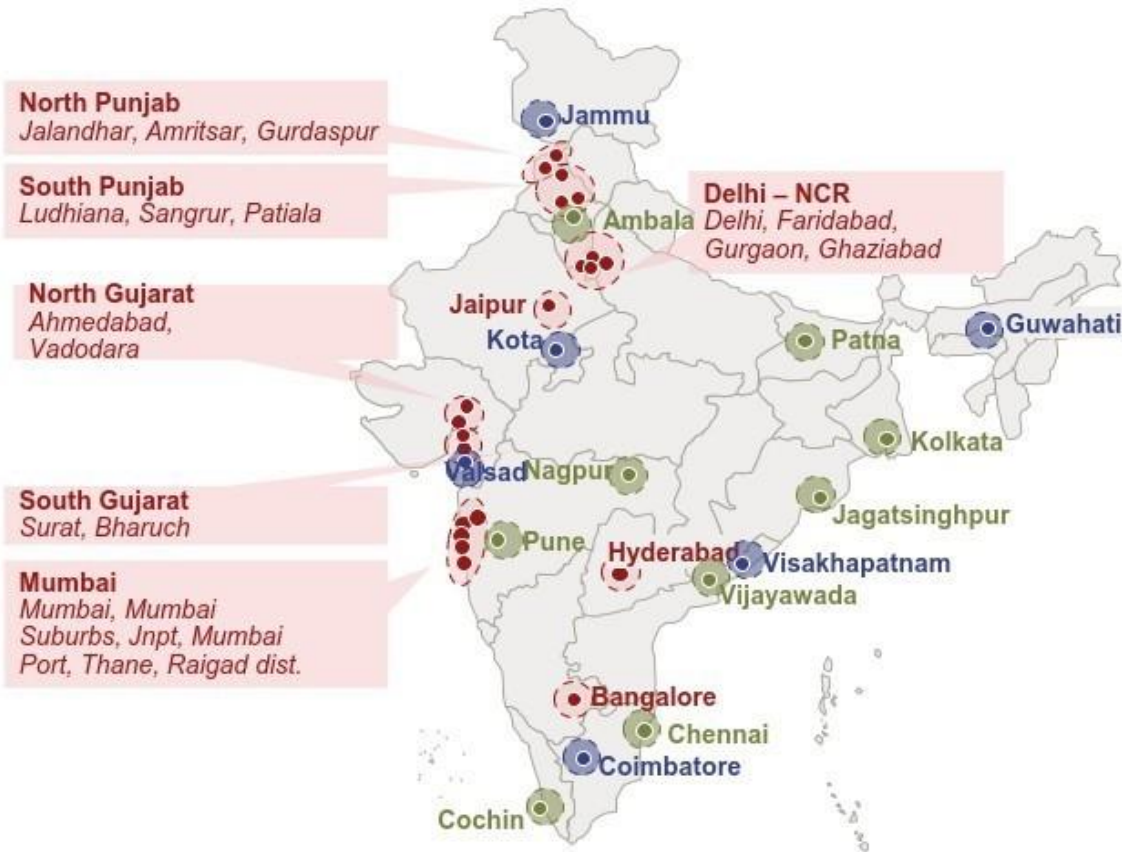 North Punjab
Jalandhar, Amritsar, Gurdaspur
South Punjab
Ludhiana, Sangrur, Patiala
North Gujarat
Ahmedabad,
Vadodara
South Gujarat
Surat, Bharuch
Mumbai
Mumbai, Mumbai
Suburbs, Jnpt, Mumbai
Port, Thane, Raigad dist.
Jammu
Delhi – NCR
Delhi, Faridabad,
Gurgaon, Ghaziabad
Ambala
Jaipur
Kota
Patna
Guwahati
Kolkata
Valsad
Nagpur
Jagatsinghpur
Pune
Hyderabad
Visakhapatnam
Vijayawada
Bangalore
Chennai
Coimbatore
Cochin